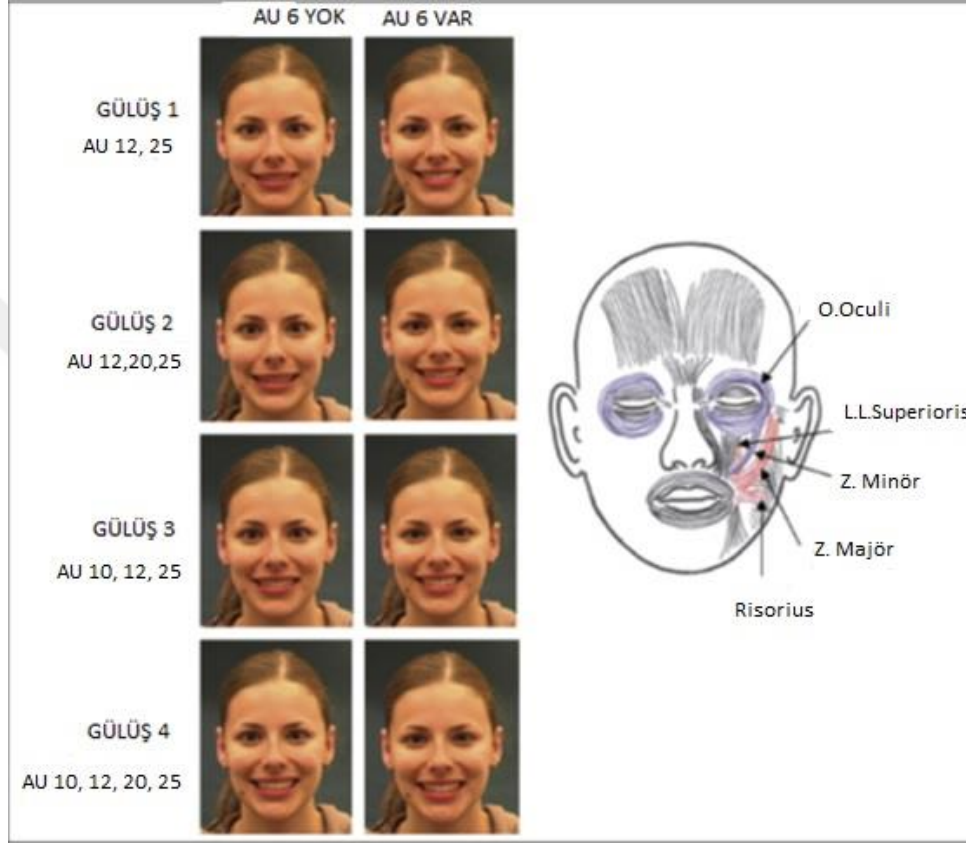 AU 6 YOK AU 6 VAR
GÜLÜŞ 1
AU 12, 25
GÜLÜŞ 2
AU 12,20,25
GÜLÜŞ 3
AU 10, 12, 25
GÜLÜŞ 4
AU 10, 12, 20, 25
O.Oculi
L.L.Superioris
Z. Minör
Z. Majör
Risorius